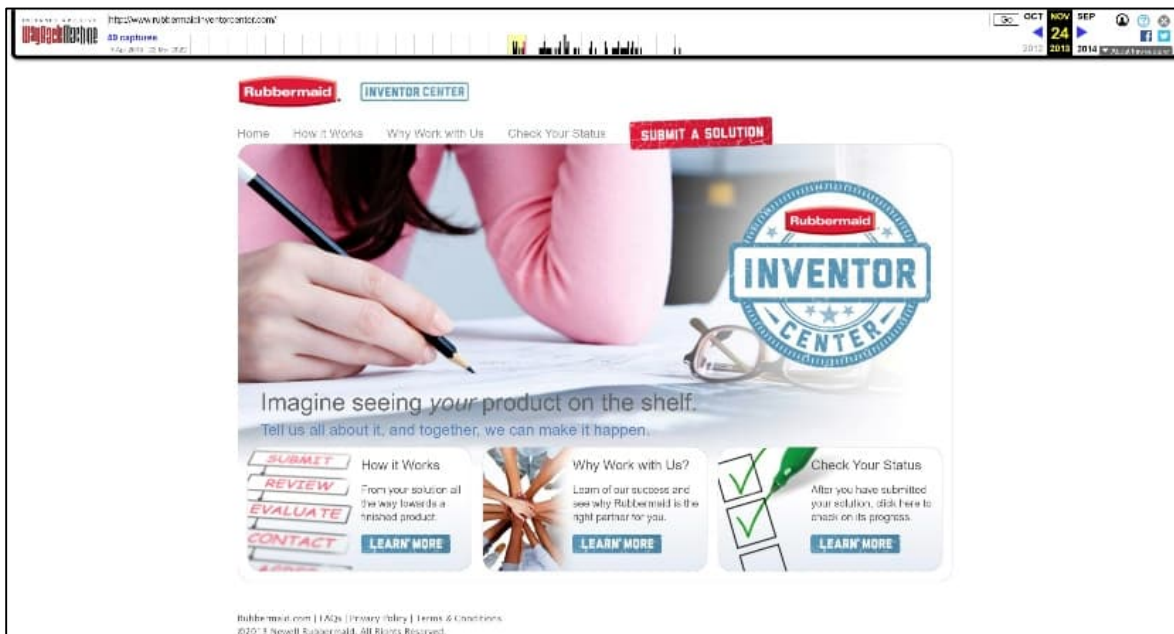 INTERNET ARCHIVE
WayBackMachine
http://www.rubbermaidinventorcenter.com/
Go
OCT NOV SEP
49 captures
24
2012 2013 2014
Rubbermaid
INVENTOR CENTER
Home How it Works Why Work with Us Check Your Status SUBMIT A SOLUTION
Rubbermaid
INVENTOR
CENTER
Imagine seeing your product on the shelf.
Tell us all about it, and together, we can make it happen.
SUBMIT
REVIEW
EVALUATE
CONTACT
How it Works
From your solution all
the way towards a
finished product.
LEARN MORE
Why Work with Us?
Learn of our success and
see why Rubbermaid is the
right partner for you.
LEARN MORE
Check Your Status
After you have submitted
your solution, click here to
check on its progress.
LEARN MORE
Rubbermaid.com | FAQs | Privacy Policy | Terms & Conditions
©2013 Newell Rubbermaid. All Rights Reserved.